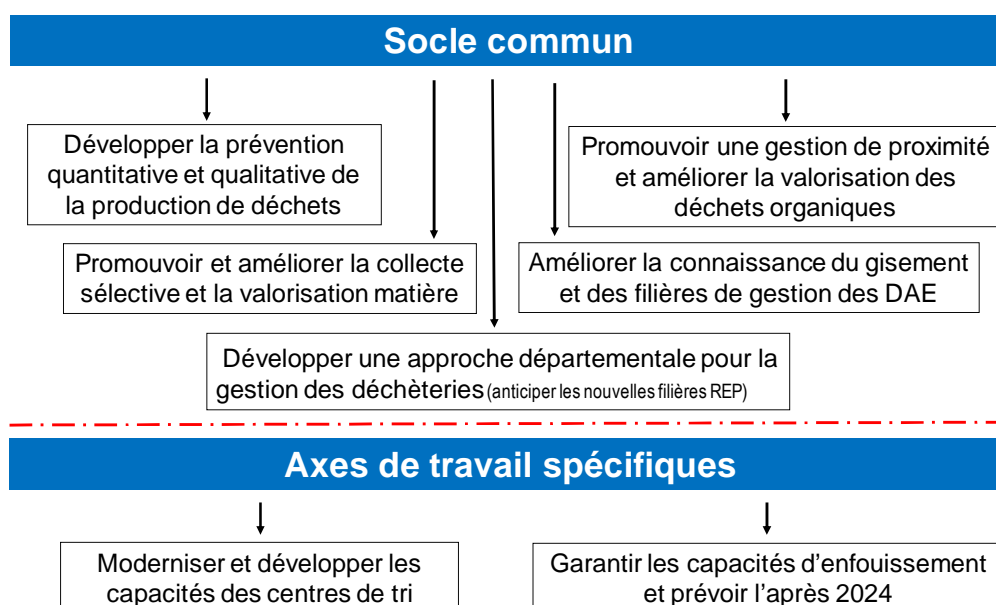 Socle commun
Développer la prévention
quantitative et qualitative de
la production de déchets
Promouvoir une gestion de proximité
et améliorer la valorisation des
déchets organiques
Promouvoir et améliorer la collecte
sélective et la valorisation matière
Améliorer la connaissance du gisement
et des filières de gestion des DAE
Développer une approche départementale pour la
gestion des déchèteries (anticiper les nouvelles filières REP)
Axes de travail spécifiques
Moderniser et développer les
capacités des centres de tri
Garantir les capacités d’enfouissement
et prévoir l’après 2024